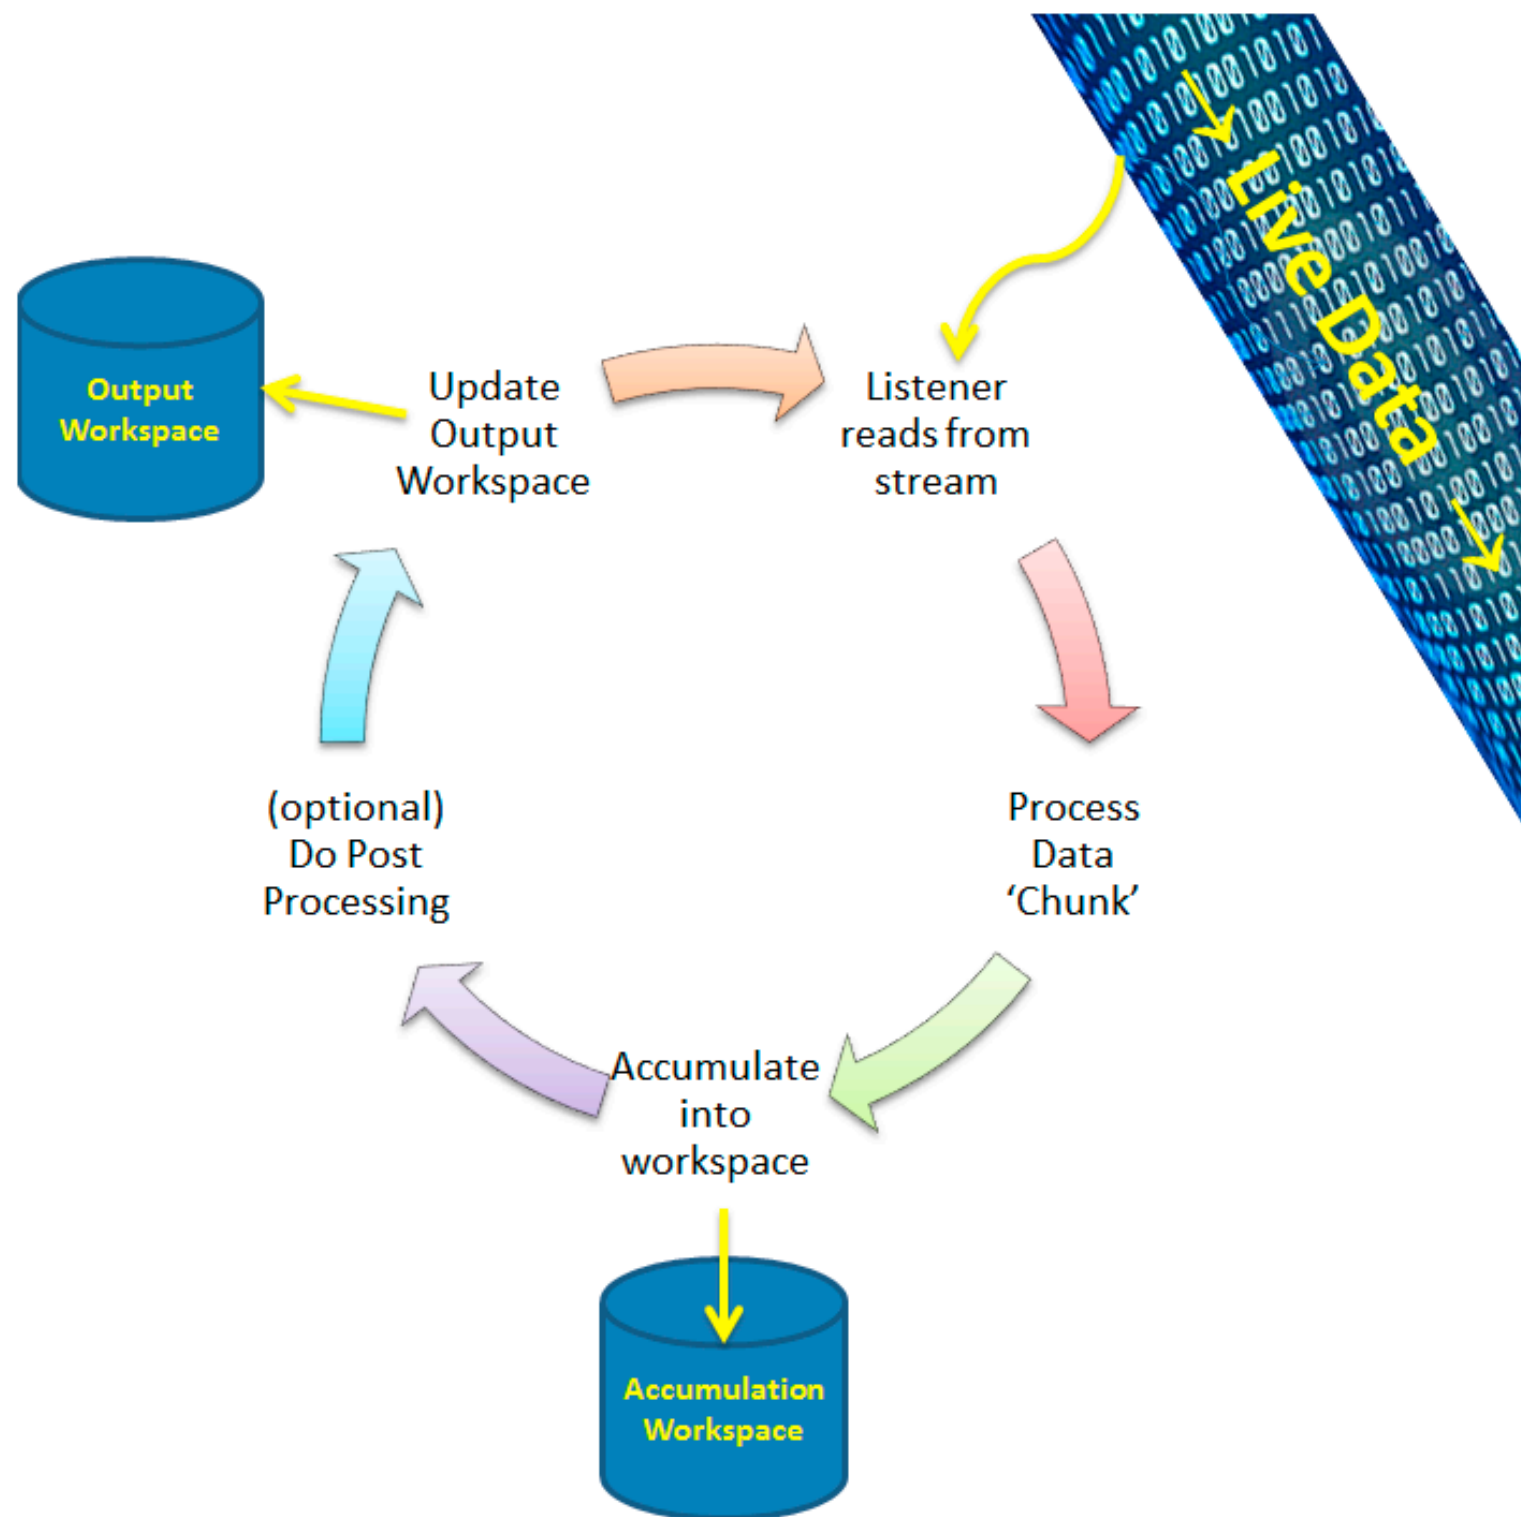 Live Data
Output
Workspace
Update
Output
Workspace
Listener
reads from
stream
(optional)
Do Post
Processing
Process
Data
‘Chunk’
Accumulate
into
workspace
Accumulation
Workspace